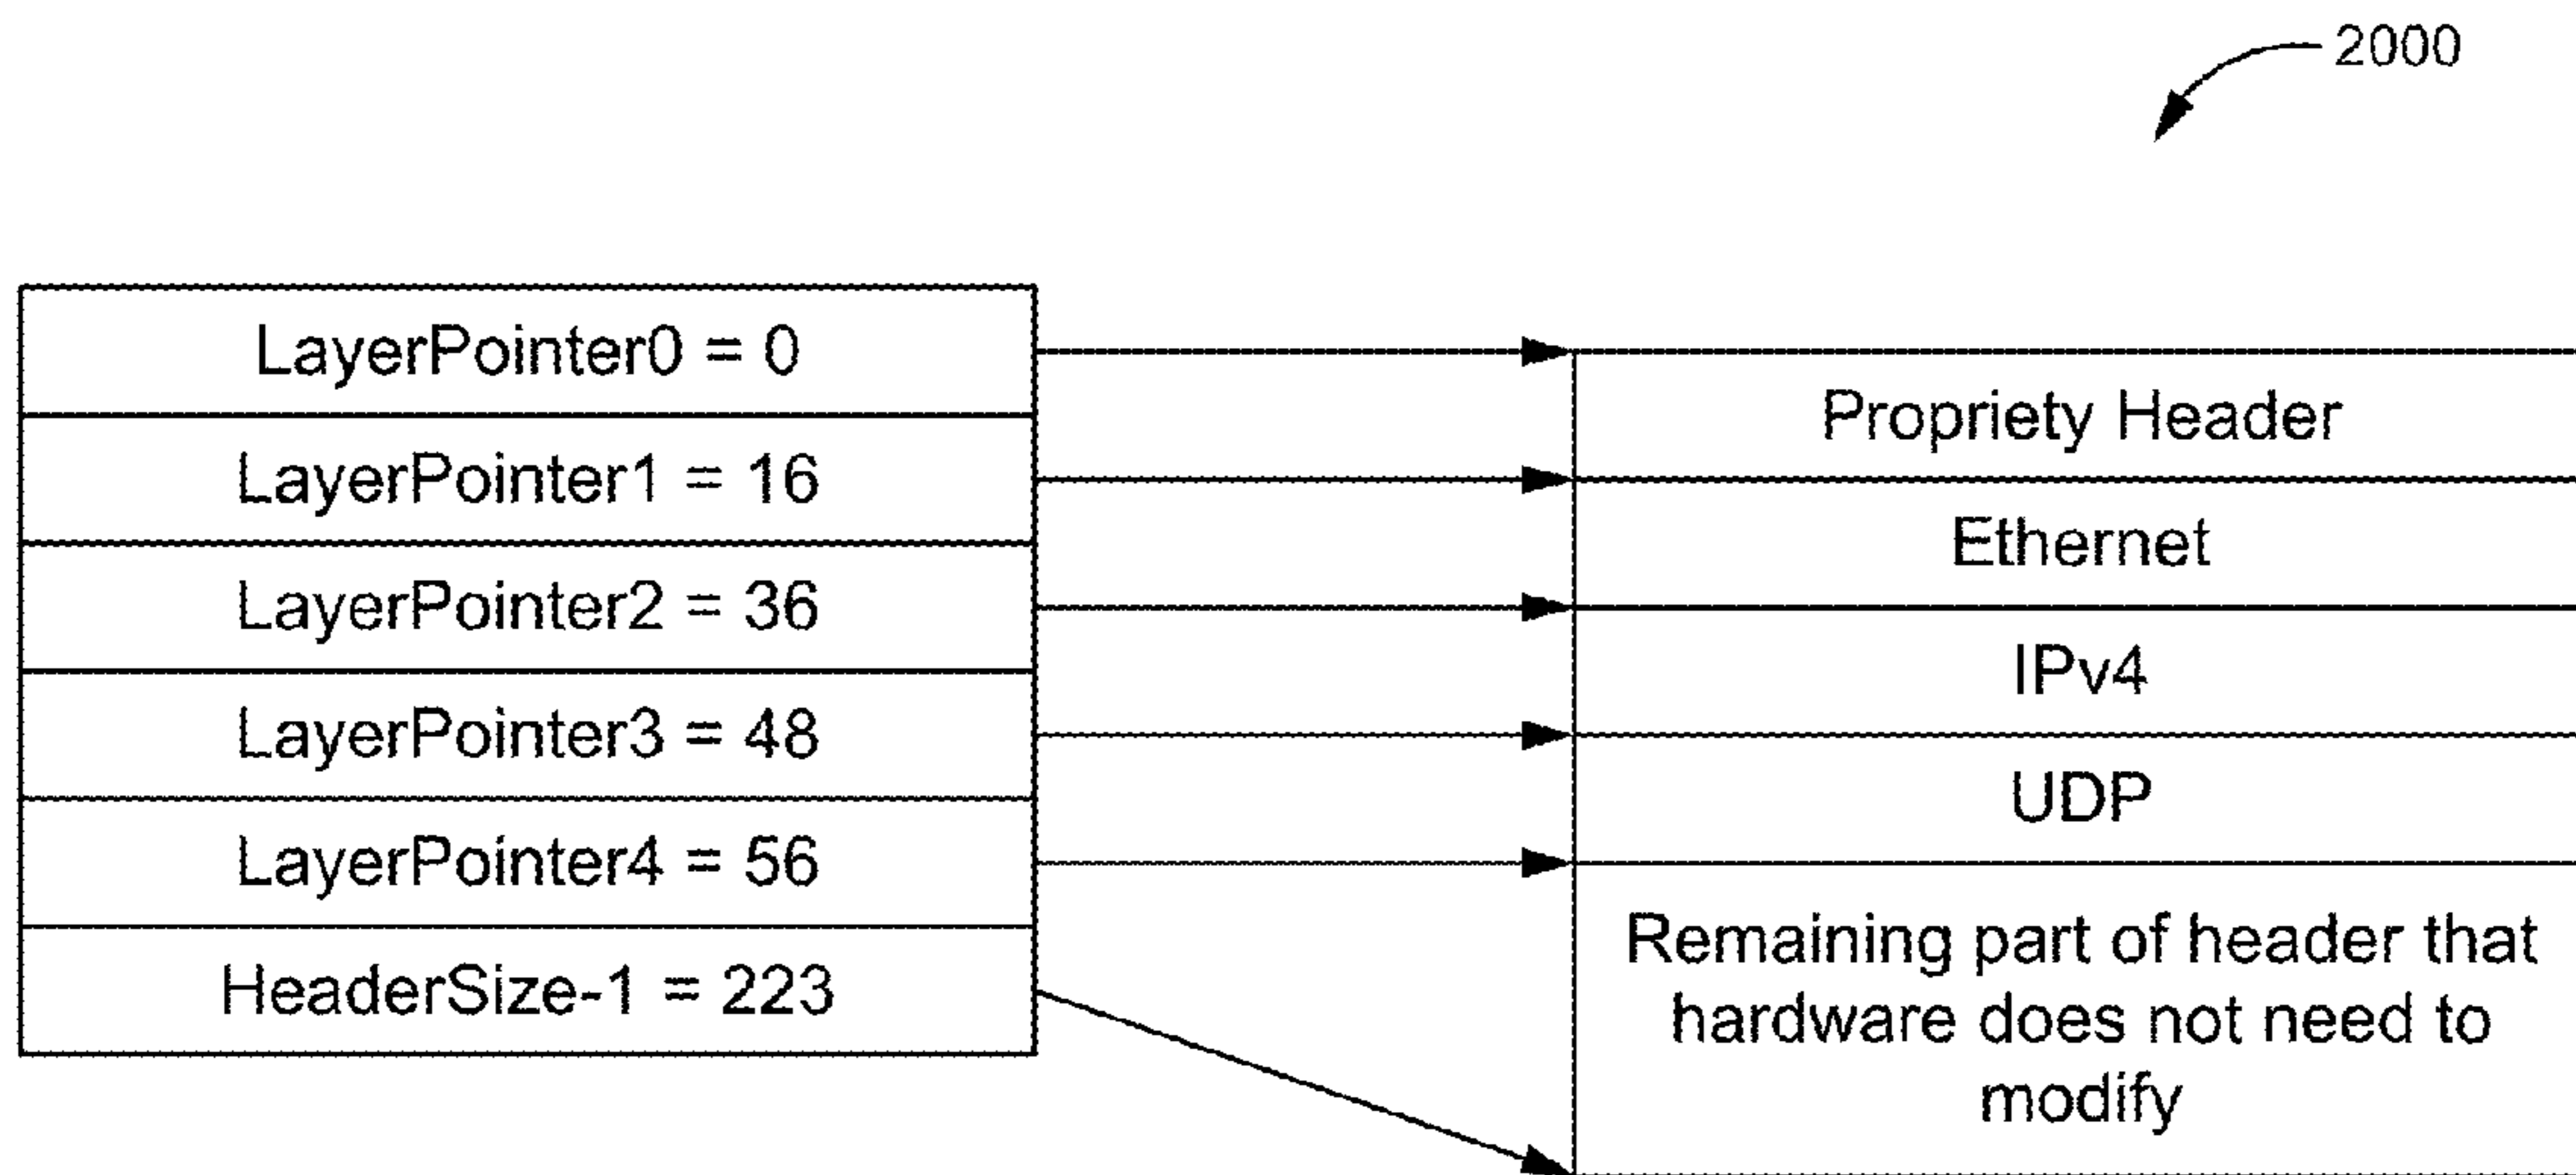 2000
LayerPointer0 = 0
LayerPointer1 = 16
LayerPointer2 = 36
LayerPointer3 = 48
LayerPointer4 = 56
HeaderSize-1 = 223
Propriety Header
Ethernet
IPv4
UDP
Remaining part of header that
hardware does not need to
modify